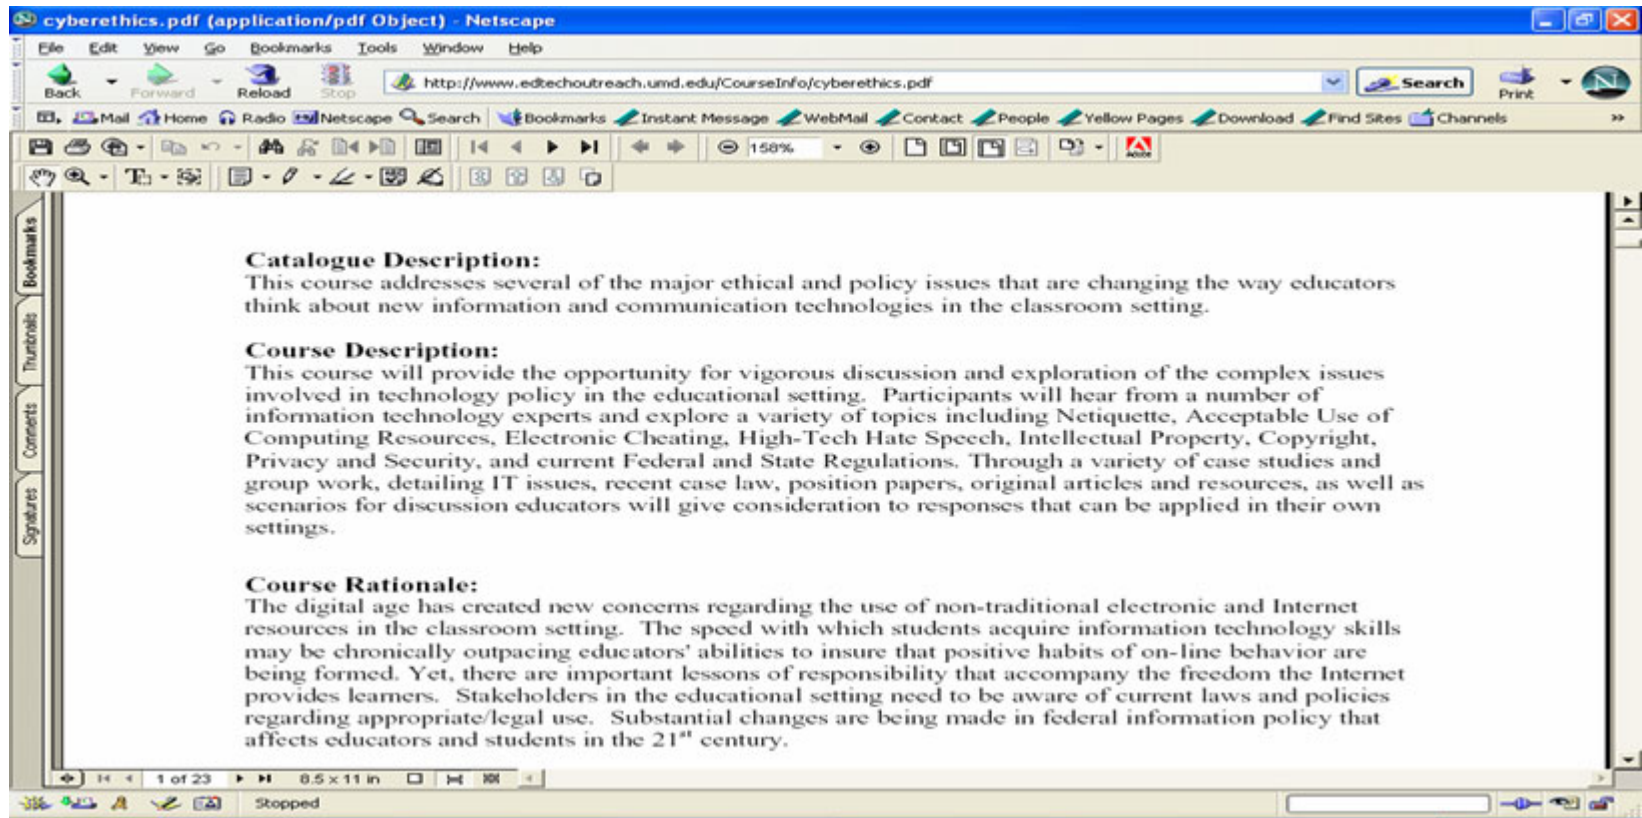 cyberethics.pdf (application/pdf Object) - Netscape
File Edit View Go Bookmarks Tools Window Help
Back Forward Reload Stop http://www.edtechoutreach.umd.edu/CourseInfo/cyberethics.pdf Search Print
Mail Home Radio Netscape Search Bookmarks Instant Message WebMail Contact People Yellow Pages Download Find Sites Channels
158%
Bookmarks
Thumbnails
Comments
Signatures
Catalogue Description:
This course addresses several of the major ethical and policy issues that are changing the way educators
think about new information and communication technologies in the classroom setting.
Course Description:
This course will provide the opportunity for vigorous discussion and exploration of the complex issues
involved in technology policy in the educational setting. Participants will hear from a number of
information technology experts and explore a variety of topics including Netiquette, Acceptable Use of
Computing Resources, Electronic Cheating, High-Tech Hate Speech, Intellectual Property, Copyright,
Privacy and Security, and current Federal and State Regulations. Through a variety of case studies and
group work, detailing IT issues, recent case law, position papers, original articles and resources, as well as
scenarios for discussion educators will give consideration to responses that can be applied in their own
settings.
Course Rationale:
The digital age has created new concerns regarding the use of non-traditional electronic and Internet
resources in the classroom setting. The speed with which students acquire information technology skills
may be chronically outpacing educators' abilities to insure that positive habits of on-line behavior are
being formed. Yet, there are important lessons of responsibility that accompany the freedom the Internet
provides learners. Stakeholders in the educational setting need to be aware of current laws and policies
regarding appropriate/legal use. Substantial changes are being made in federal information policy that
affects educators and students in the 21st century.
1 of 23 8.5 x 11 in
Stopped